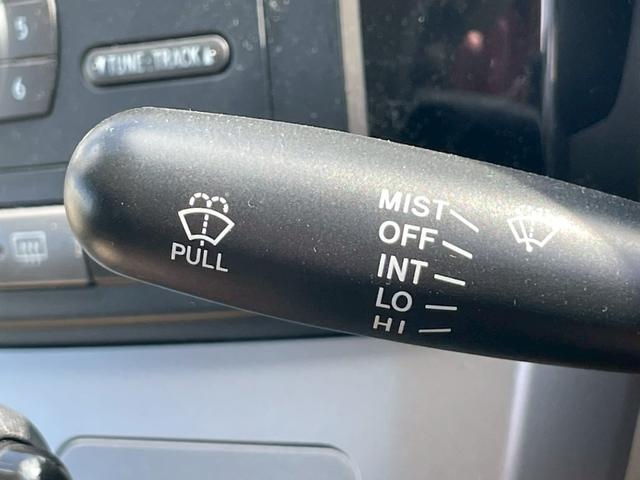 5
6
TUNE·TRACK
PULL
MIST
OFF
INT
LO
HI